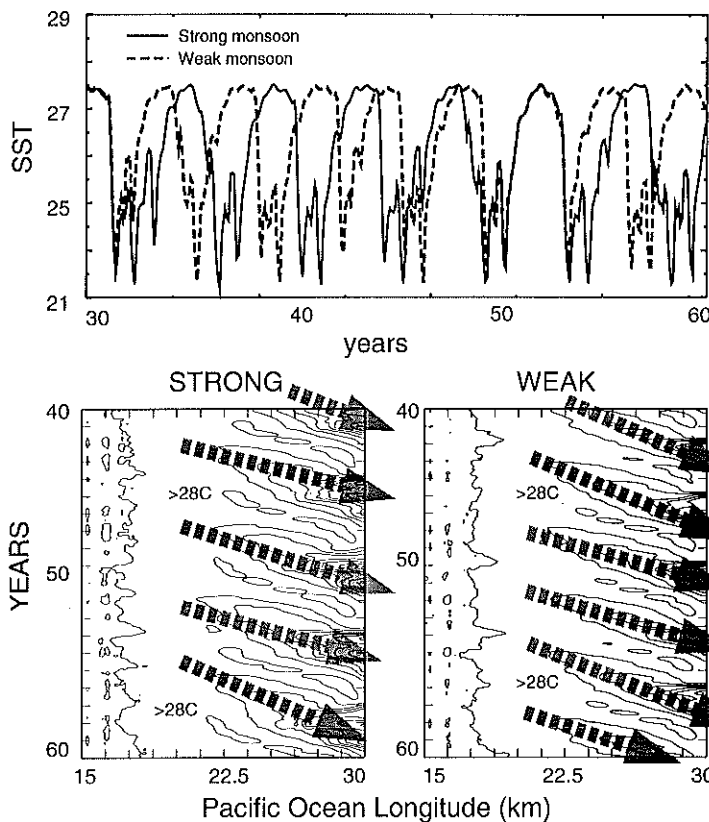 29
27
25
23
21
SST
Strong monsoon
Weak monsoon
30 40 50 60
years
STRONG WEAK
40 40
>28C >28C
YEARS
50 50
>28C >28C
60 60
15 22.5 30 15 22.5 30
Pacific Ocean Longitude (km)